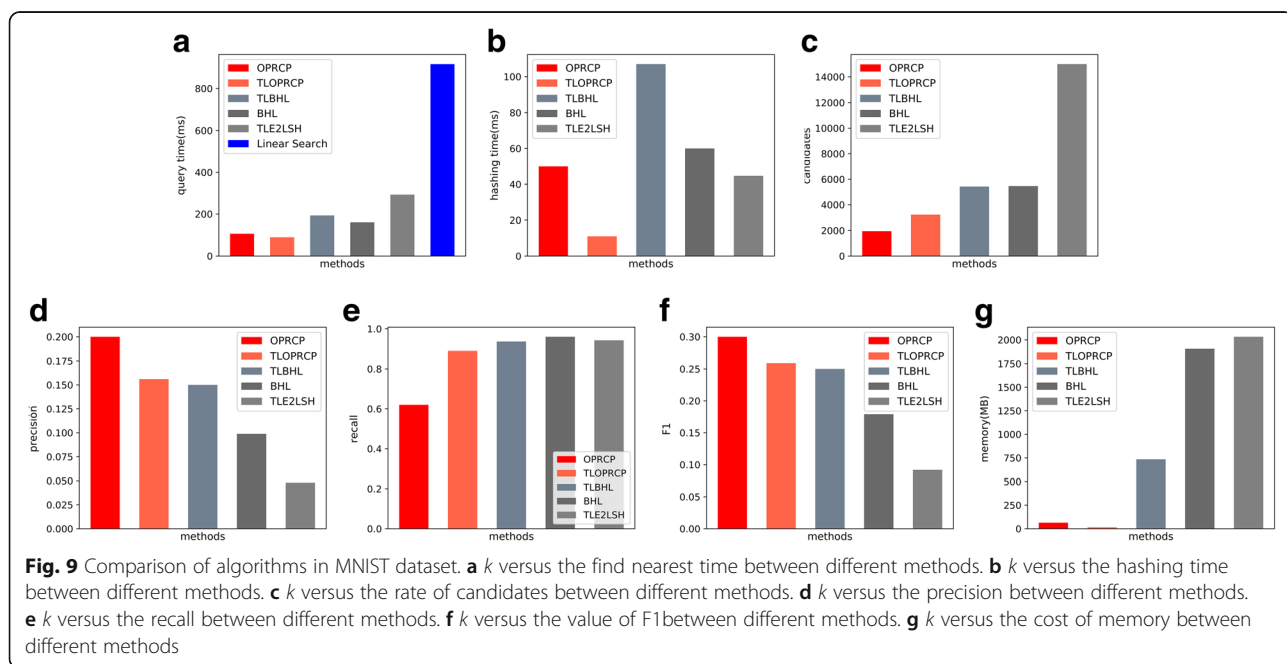 a
800
600
400
200
0
query time(ms)
OPRCP
TLOPRCP
TLBHL
BHL
TLE2LSH
Linear Search
methods
b
100
80
60
40
20
0
hashing time(ms)
OPRCP
TLOPRCP
TLBHL
BHL
TLE2LSH
methods
c
14000
12000
10000
8000
6000
4000
2000
0
candidates
OPRCP
TLOPRCP
TLBHL
BHL
TLE2LSH
methods
d
0.200
0.175
0.150
0.125
0.100
0.075
0.050
0.025
0.000
precision
OPRCP
TLOPRCP
TLBHL
BHL
TLE2LSH
methods
e
1.0
0.8
0.6
0.4
0.2
0.0
recall
OPRCP
TLOPRCP
TLBHL
BHL
TLE2LSH
methods
f
0.30
0.25
0.20
0.15
0.10
0.05
0.00
F1
OPRCP
TLOPRCP
TLBHL
BHL
TLE2LSH
methods
g
2000
1750
1500
1250
1000
750
500
250
0
memory(MB)
OPRCP
TLOPRCP
TLBHL
BHL
TLE2LSH
methods
Fig. 9 Comparison of algorithms in MNIST dataset. a k versus the find nearest time between different methods. b k versus the hashing time
between different methods. c k versus the rate of candidates between different methods. d k versus the precision between different methods.
e k versus the recall between different methods. f k versus the value of F1between different methods. g k versus the cost of memory between
different methods